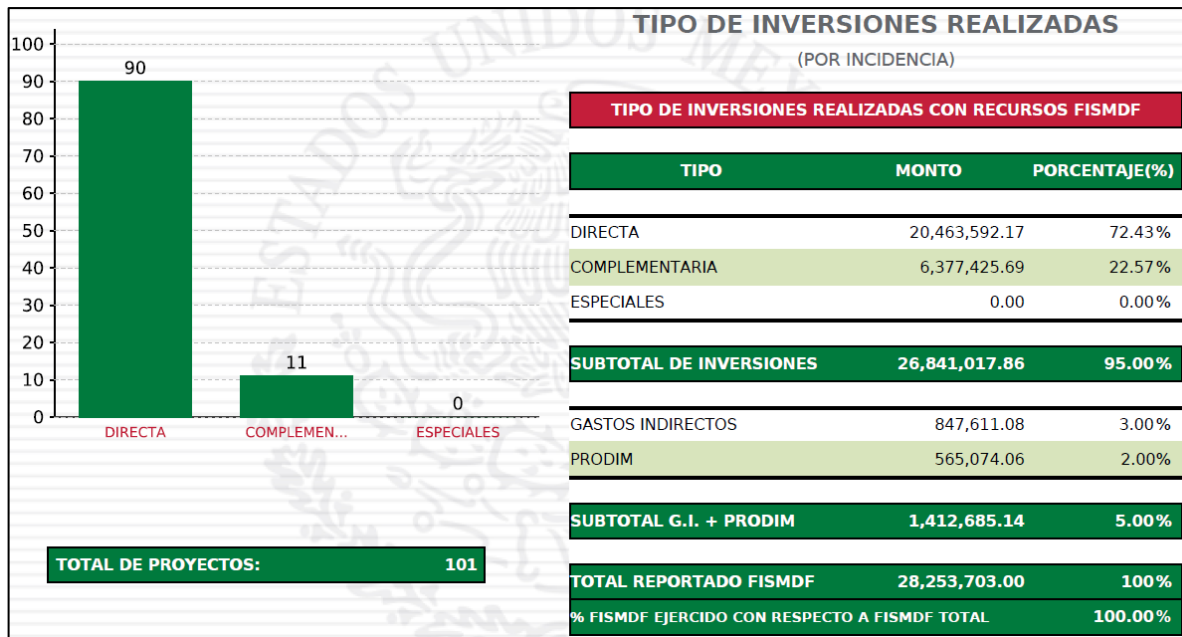 TIPO DE INVERSIONES REALIZADAS
(POR INCIDENCIA)
100
90
80
70
60
50
40
30
20
10
0
90
11
0
DIRECTA COMPLEMEN... ESPECIALES
TOTAL DE PROYECTOS: 101
TIPO DE INVERSIONES REALIZADAS CON RECURSOS FISMDF
TIPO MONTO PORCENTAJE(%)
DIRECTA 20,463,592.17 72.43%
COMPLEMENTARIA 6,377,425.69 22.57%
ESPECIALES 0.00 0.00%
SUBTOTAL DE INVERSIONES 26,841,017.86 95.00%
GASTOS INDIRECTOS 847,611.08 3.00%
PRODIM 565,074.06 2.00%
SUBTOTAL G.I. + PRODIM 1,412,685.14 5.00%
TOTAL REPORTADO FISMDF 28,253,703.00 100%
% FISMDF EJERCIDO CON RESPECTO A FISMDF TOTAL 100.00%
ESTADOS UNIDOS ME